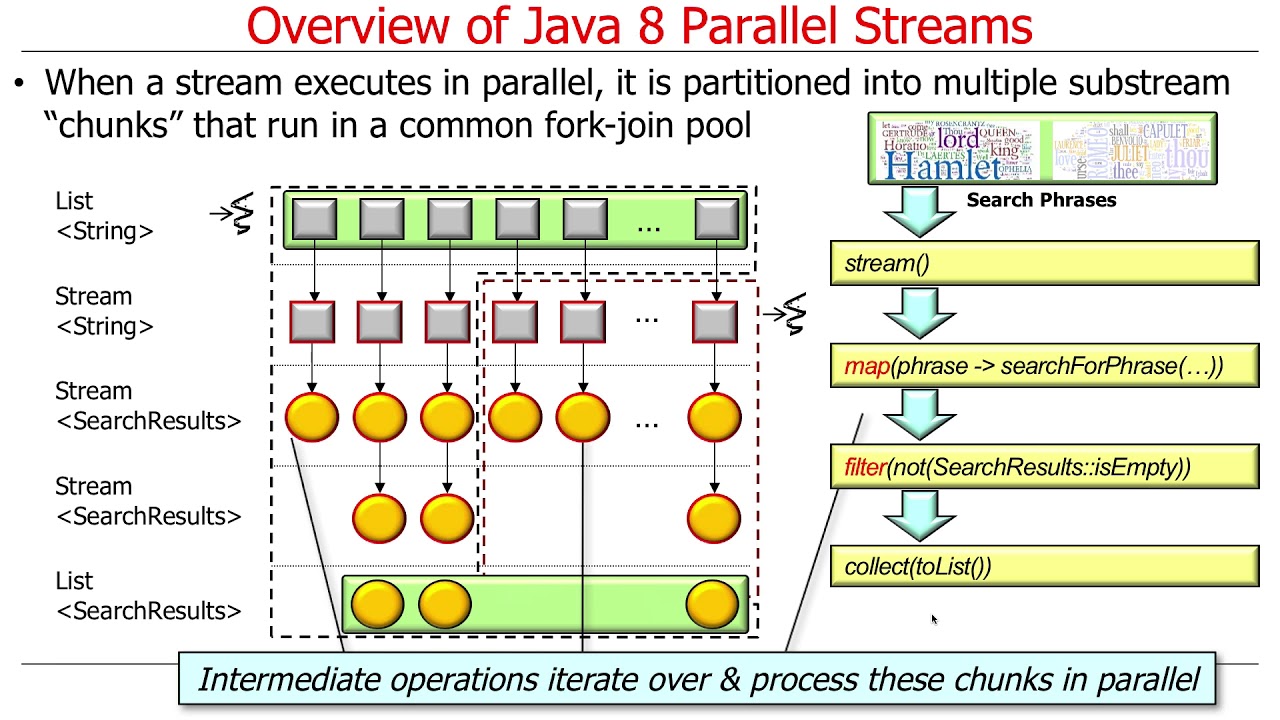 Overview of Java 8 Parallel Streams
• When a stream executes in parallel, it is partitioned into multiple substream
“chunks” that run in a common fork-join pool
GERTRUDE
QUEEN
Horatio
lord
good
king
LAERTES
Hamlet
OPHELIA
shall
CAPULET
BENVOLIO
ROMEO
JULIET
love
thee
thou
Search Phrases
List
<String>
...
Stream
<String>
...
Stream
<SearchResults>
...
Stream
<SearchResults>
List
<SearchResults>
stream()
map(phrase -> searchForPhrase(…))
filter(not(SearchResults::isEmpty))
collect(toList())
Intermediate operations iterate over & process these chunks in parallel